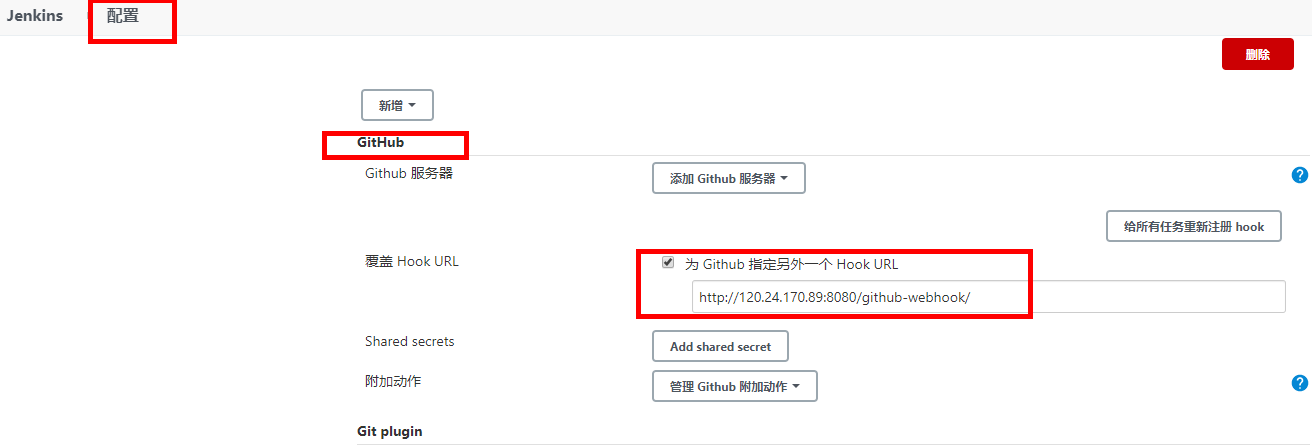 Jenkins 配置
删除
新增
GitHub
Github 服务器 添加 Github 服务器 ?
给所有任务重新注册 hook
覆盖 Hook URL 为 Github 指定另外一个 Hook URL
http://120.24.170.89:8080/github-webhook/
Shared secrets Add shared secret
附加动作 管理 Github 附加动作 ?
Git plugin